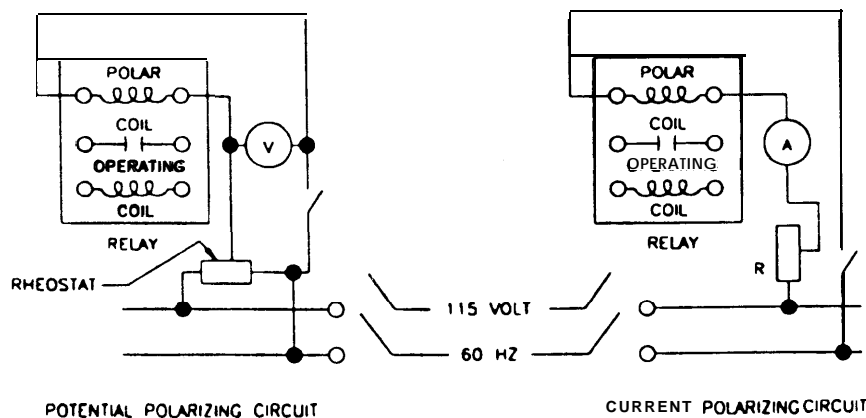 POLAR
COIL
OPERATING
COIL
V
RELAY
RHEOSTAT
POTENTIAL POLARIZING CIRCUIT
115 VOLT
60 HZ
POLAR
COIL
OPERATING
COIL
A
RELAY
R
CURRENT POLARIZING CIRCUIT